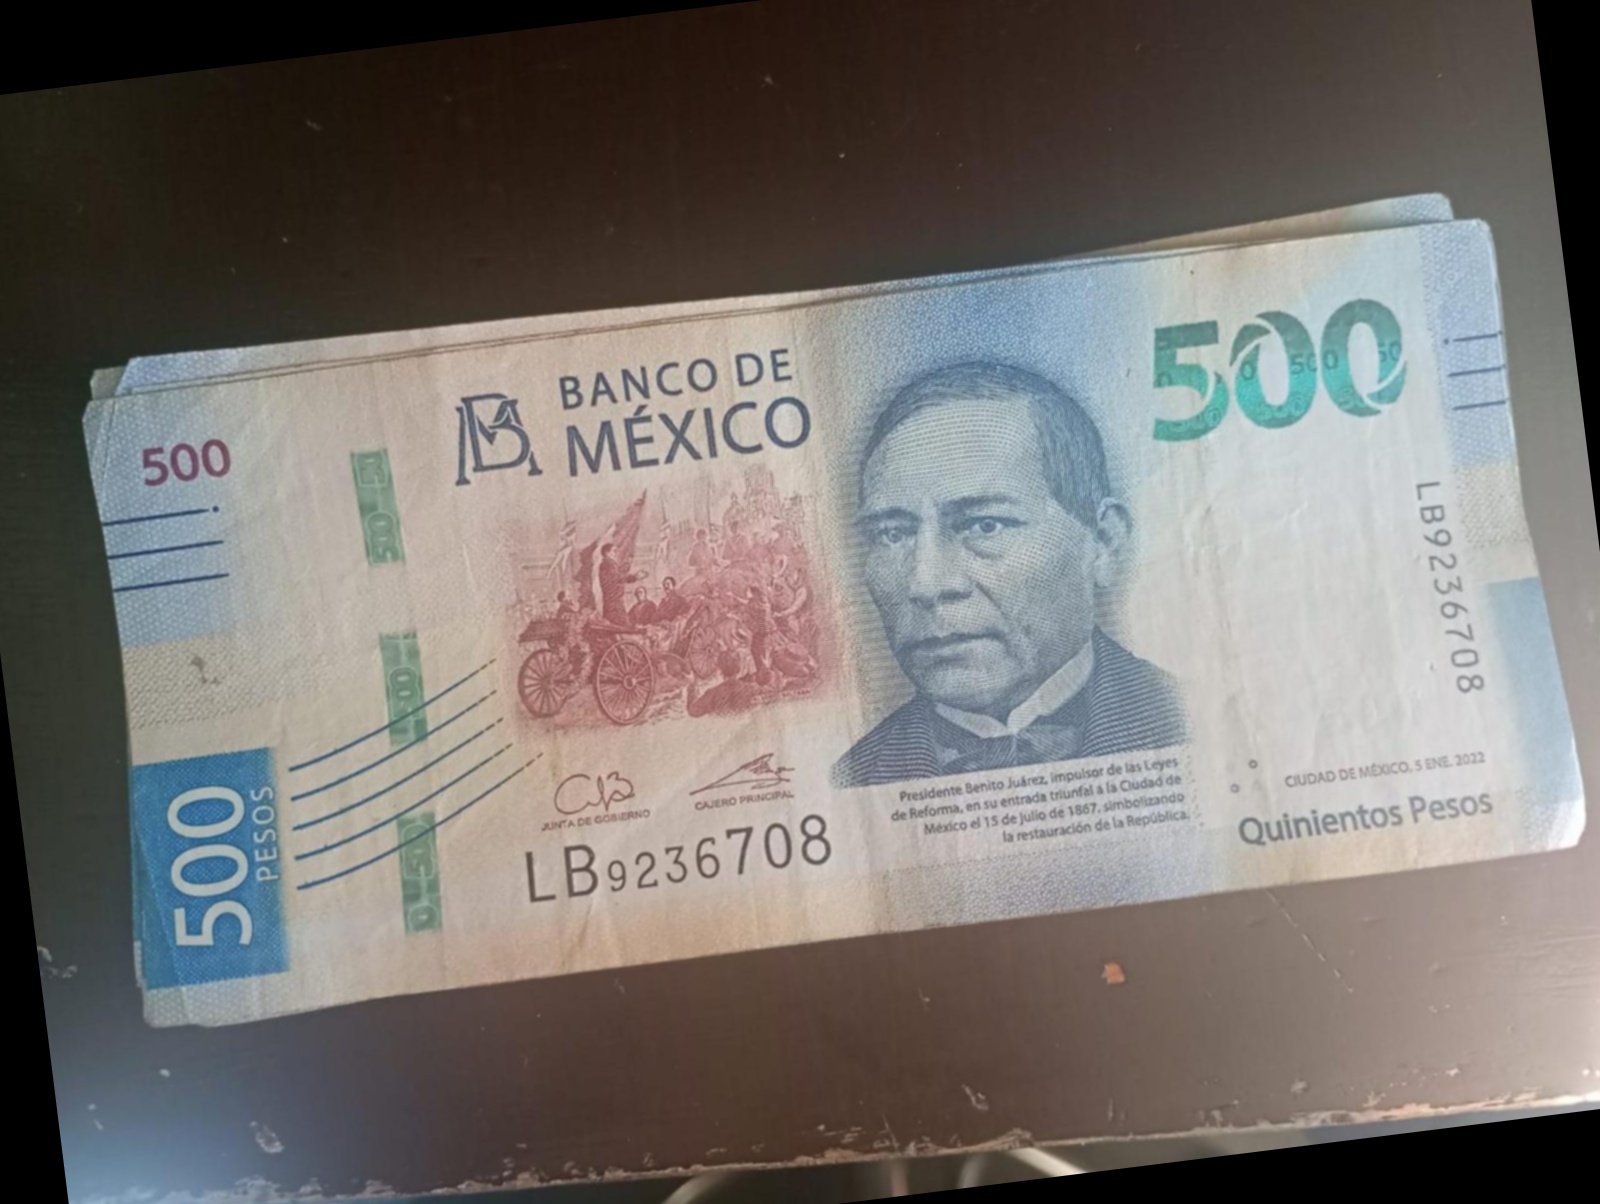 500
BANCO DE
MÉXICO
500
500
PESOS
JUNTA DE GOBIERNO
CAJERO PRINCIPAL
LB9236708
Presidente Benito Juárez, impulsor de las Leyes
de Reforma, en su entrada triunfal a la Ciudad de
México el 15 de julio de 1867, simbolizando
la restauración de la República.
LB9236708
CIUDAD DE MÉXICO, 5 ENE. 2022
Quinientos Pesos